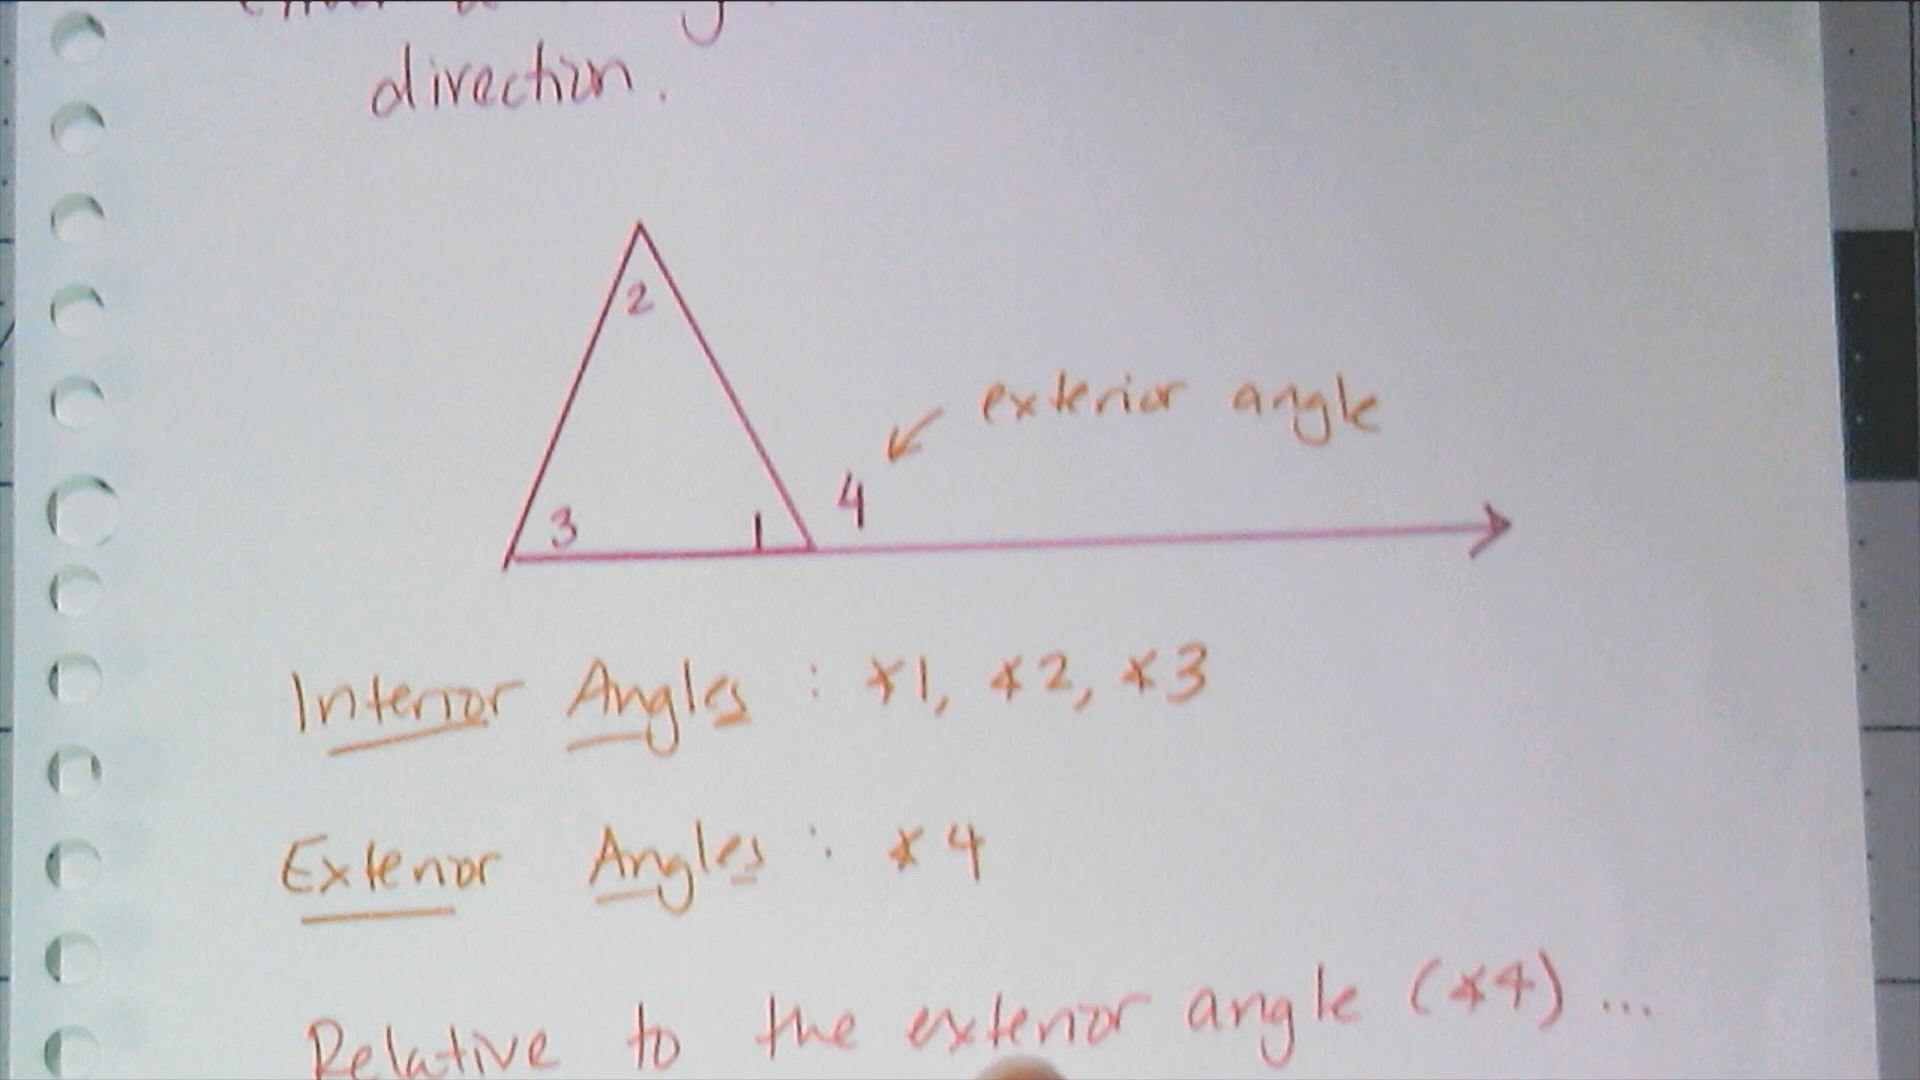 direction.
2
exterior angle
3 1 4
Interior Angles : ∡1, ∡2, ∡3
Exterior Angles : ∡4
Relative to the exterior angle (∡4) ...